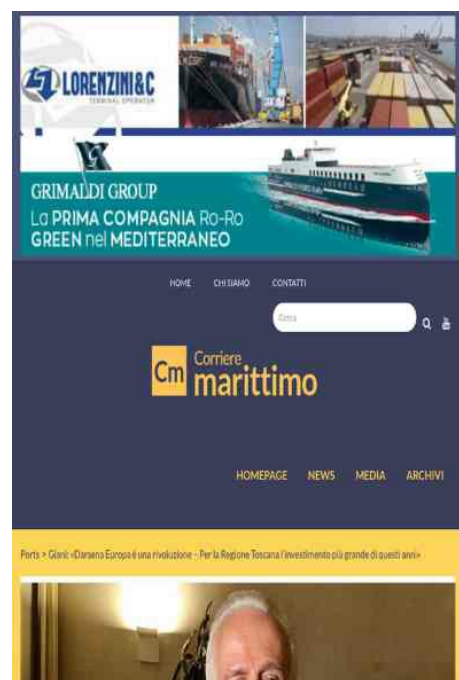 LORENZINI&C
TERMINAL OPERATOR
GRIMALDI GROUP
La PRIMA COMPAGNIA Ro-Ro
GREEN nel MEDITERRANEO
HOME CHI SIAMO CONTATTI
Cerca
Cm Corriere
marittimo
HOMEPAGE NEWS MEDIA ARCHIVI
Ports > Giani: «Darsena Europa è una rivoluzione – Per la Regione Toscana l'investimento più grande di questi anni»